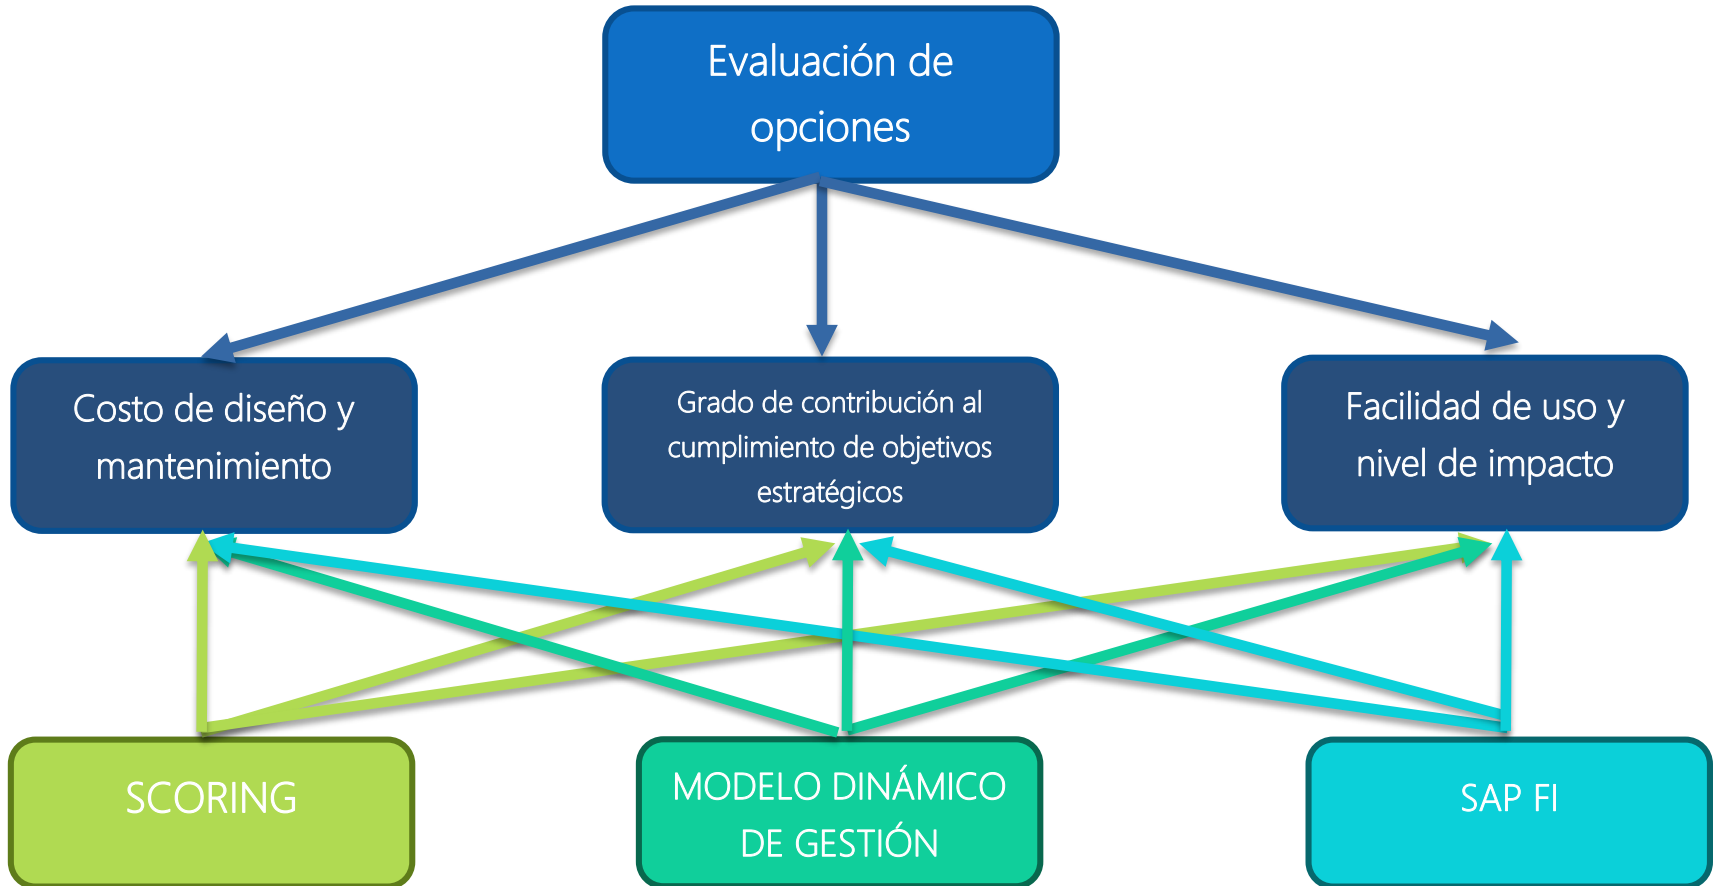 Evaluación de
opciones
Costo de diseño y
mantenimiento
Grado de contribución al
cumplimiento de objetivos
estratégicos
Facilidad de uso y
nivel de impacto
SCORING
MODELO DINÁMICO
DE GESTIÓN
SAP FI